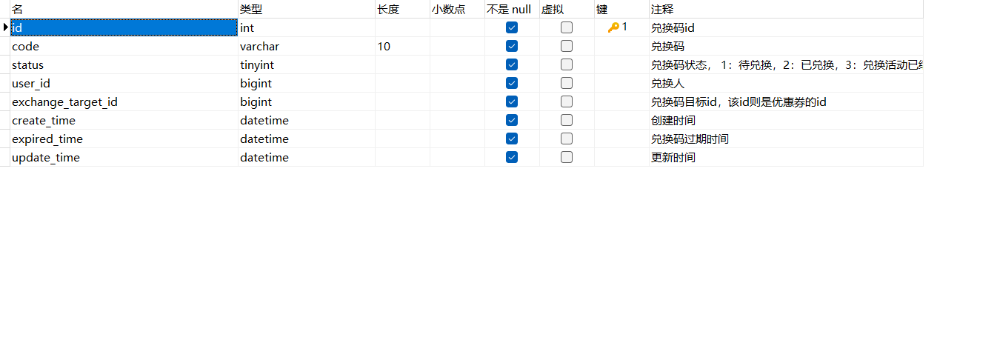 名 类型 长度 小数点 不是 null 虚拟 键 注释
id int 1 兑换码id
code varchar 10 兑换码
status tinyint 兑换码状态， 1：待兑换，2：已兑换，3：兑换活动已
user_id bigint 兑换人
exchange_target_id bigint 兑换码目标id，该id则是优惠券的id
create_time datetime 创建时间
expired_time datetime 兑换码过期时间
update_time datetime 更新时间